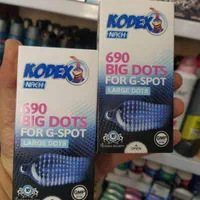 KODEX
NACH
690
BIG DOTS
FOR G-SPOT
LARGE DOTS
KODEX
NACH
690
BIG DOTS
FOR G-SPOT
LARGE DOTS